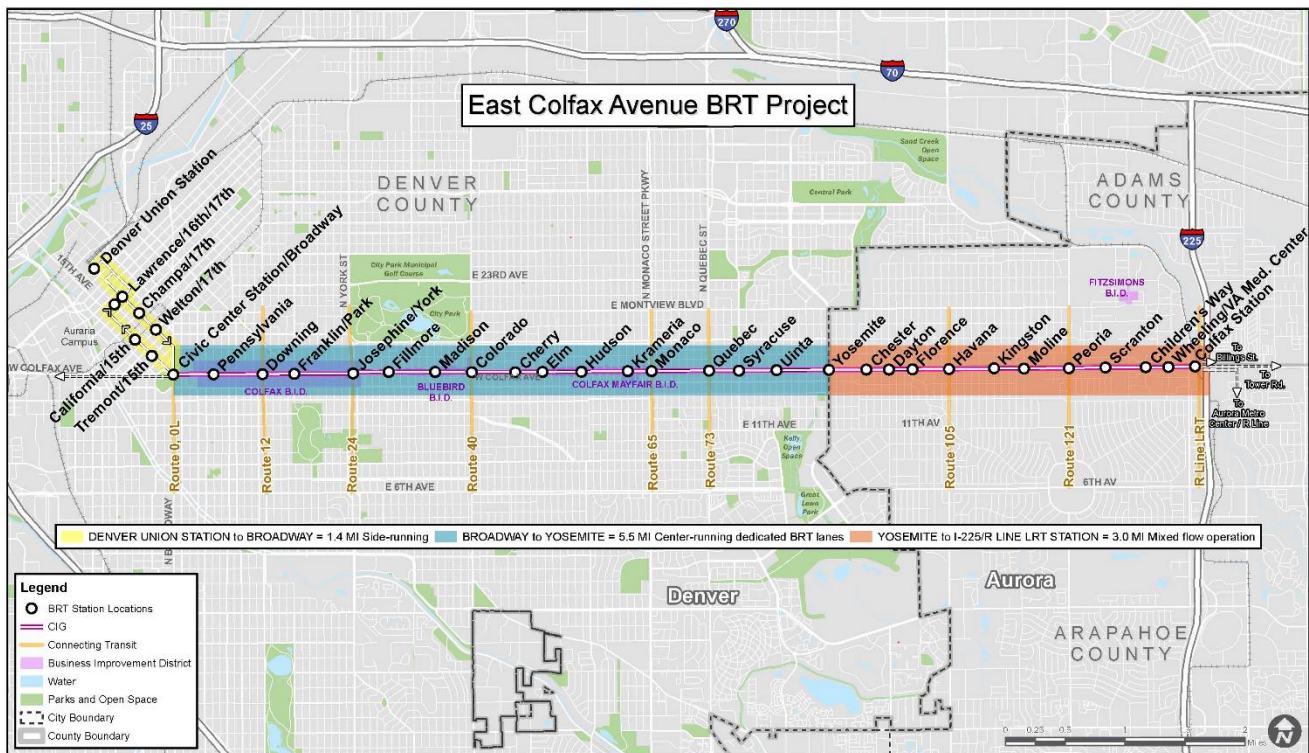 East Colfax Avenue BRT Project
270
70
25
225
DENVER
COUNTY
ADAMS
COUNTY
Sand Creek
Open
Space
Central Park
N MONACO STREET PKWY
N QUEBEC ST
N YORK ST
City Park Municipal
Golf Course
City Park
E 23RD AVE
E MONTVIEW BLVD
FITZSIMONS
B.I.D.
15TH AVE
Auraria
Campus
Denver Union Station
Lawrence/16th/17th
Champa/17th
Welton/17th
California/15th
Tremont/15th
Civic Center Station/Broadway
Pennsylvania
Downing
Franklin/Park
Josephine/York
Fillmore
Madison
Colorado
Cherry
Elm
Hudson
Krameria
Monaco
Quebec
Syracuse
Uinta
Yosemite
Chester
Dayton
Florence
Havana
Kingston
Moline
Peoria
Scranton
Children's Way
Wheeling/VA Med. Center
Colfax Station
To
Billings St.
To
Tower Rd.
To
Aurora Metro
Center / R Line
W COLFAX AVE
W COLFAX AVE
COLFAX B.I.D.
BLUEBIRD
B.I.D.
COLFAX MAYFAIR B.I.D.
E 11TH AVE
11TH AV
Kelly
Open
Space
Great
Lawn
Park
E 6TH AVE
6TH AV
Route 0, 0L
Route 12
Route 24
Route 40
Route 65
Route 73
Route 105
Route 121
R Line LRT
DENVER UNION STATION to BROADWAY = 1.4 MI Side-running
BROADWAY to YOSEMITE = 5.5 MI Center-running dedicated BRT lanes
YOSEMITE to I-225/R LINE LRT STATION = 3.0 MI Mixed flow operation
Legend
BRT Station Locations
CIG
Connecting Transit
Business Improvement District
Water
Parks and Open Space
City Boundary
County Boundary
Denver
Aurora
ARAPAHOE
COUNTY
0 0.25 0.5 1 2
Miles
N